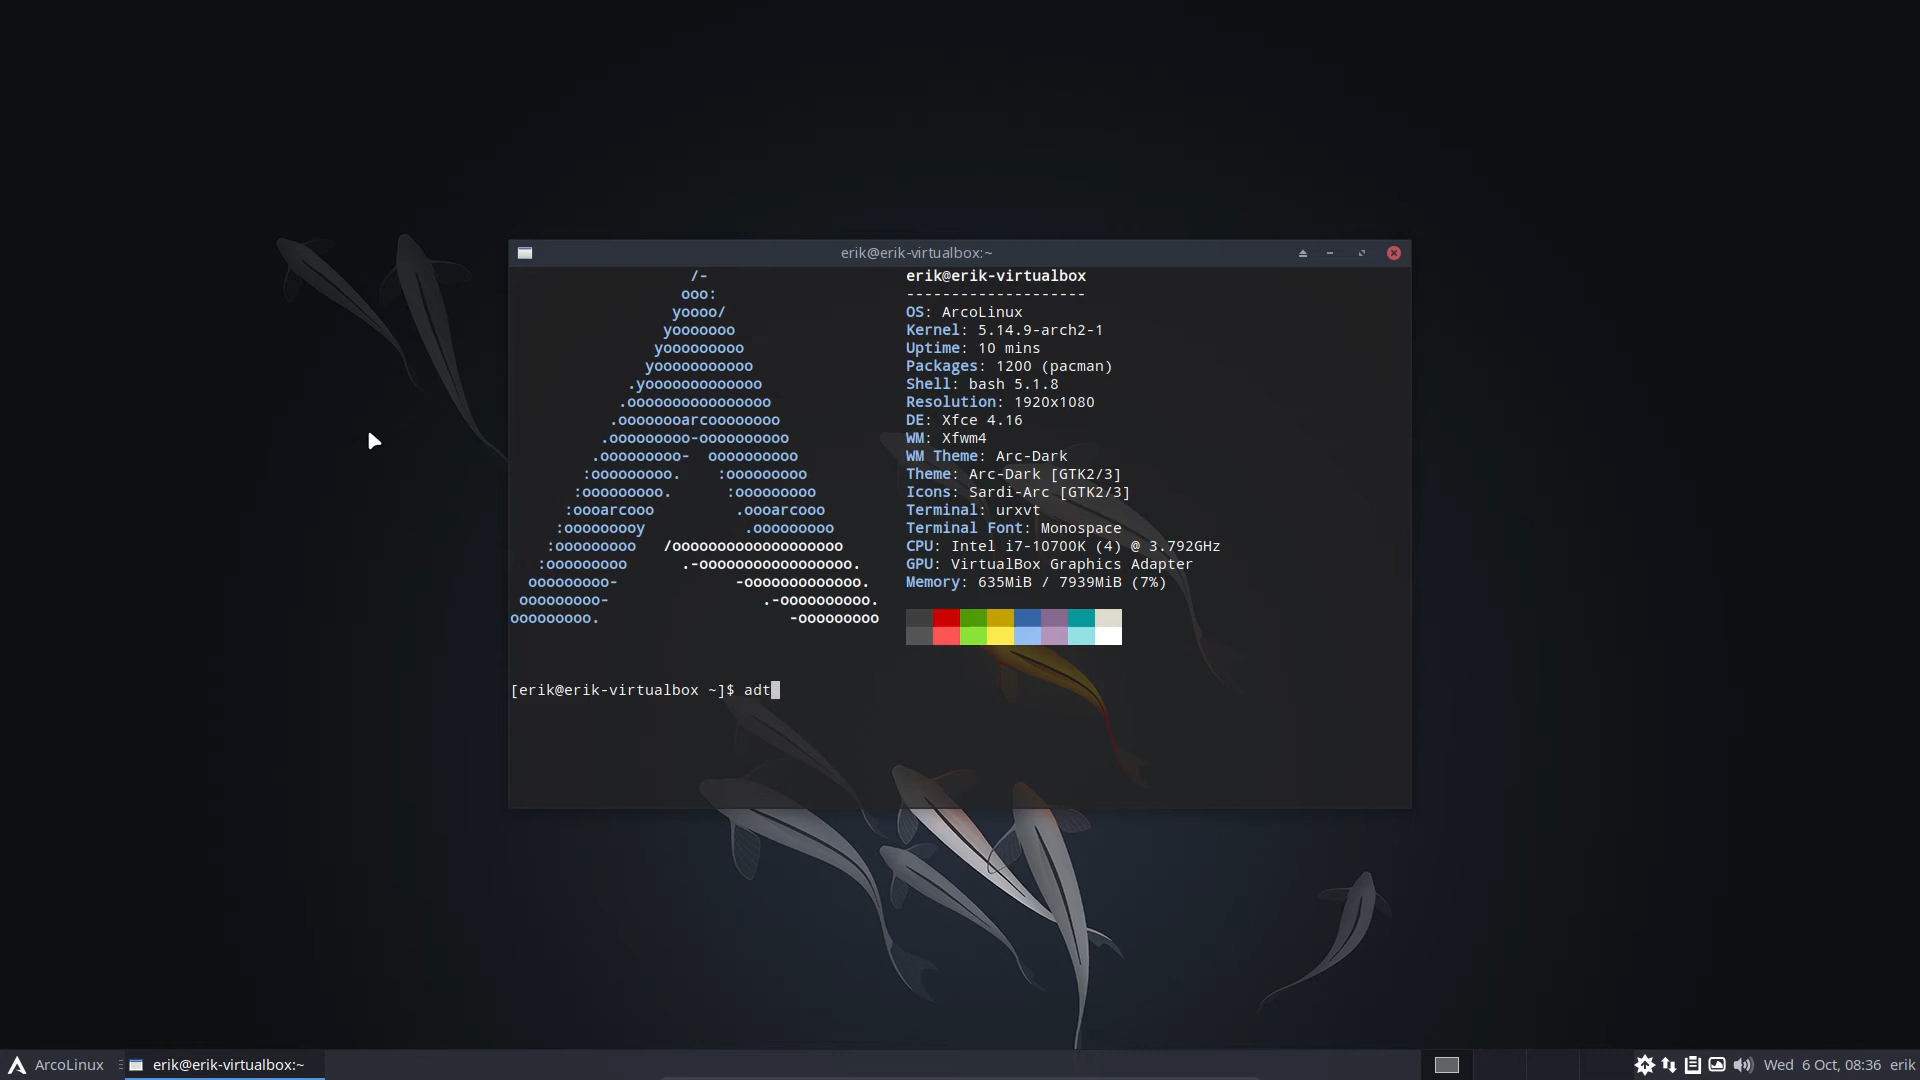 erik@erik-virtualbox:~
/-
ooo:
yoooo/
yooooooo
yooooooooo
yooooooooooo
.yooooooooooooo
.oooooooooooooooo
.oooooooarcoooooooo
.ooooooooo-oooooooooo
.ooooooooo-  oooooooooo
:ooooooooo.    :ooooooooo
:ooooooooo.      :ooooooooo
:oooarcooo         .oooarcooo
:ooooooooy           .ooooooooo
:ooooooooo   /ooooooooooooooooooo
:ooooooooo      .-ooooooooooooooooo.
ooooooooo-             -ooooooooooooo.
ooooooooo-                 .-oooooooooo.
ooooooooo.                     -ooooooooo
erik@erik-virtualbox
--------------------
OS: ArcoLinux
Kernel: 5.14.9-arch2-1
Uptime: 10 mins
Packages: 1200 (pacman)
Shell: bash 5.1.8
Resolution: 1920x1080
DE: Xfce 4.16
WM: Xfwm4
WM Theme: Arc-Dark
Theme: Arc-Dark [GTK2/3]
Icons: Sardi-Arc [GTK2/3]
Terminal: urxvt
Terminal Font: Monospace
CPU: Intel i7-10700K (4) @ 3.792GHz
GPU: VirtualBox Graphics Adapter
Memory: 635MiB / 7939MiB (7%)
[erik@erik-virtualbox ~]$ adt
ArcoLinux
erik@erik-virtualbox:~
Wed  6 Oct, 08:36
erik